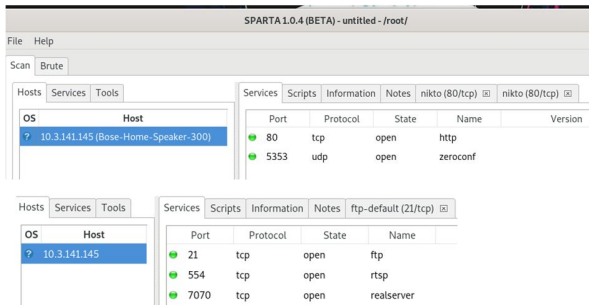 SPARTA 1.0.4 (BETA) - untitled - /root/
File Help
Scan Brute
Hosts Services Tools Services Scripts Information Notes nikto (80/tcp) nikto (80/tcp)
OS Host Port Protocol State Name Version
? 10.3.141.145 (Bose-Home-Speaker-300) 80 tcp open http
5353 udp open zeroconf
Hosts Services Tools Services Scripts Information Notes ftp-default (21/tcp)
OS Host Port Protocol State Name
? 10.3.141.145 21 tcp open ftp
554 tcp open rtsp
7070 tcp open realserver